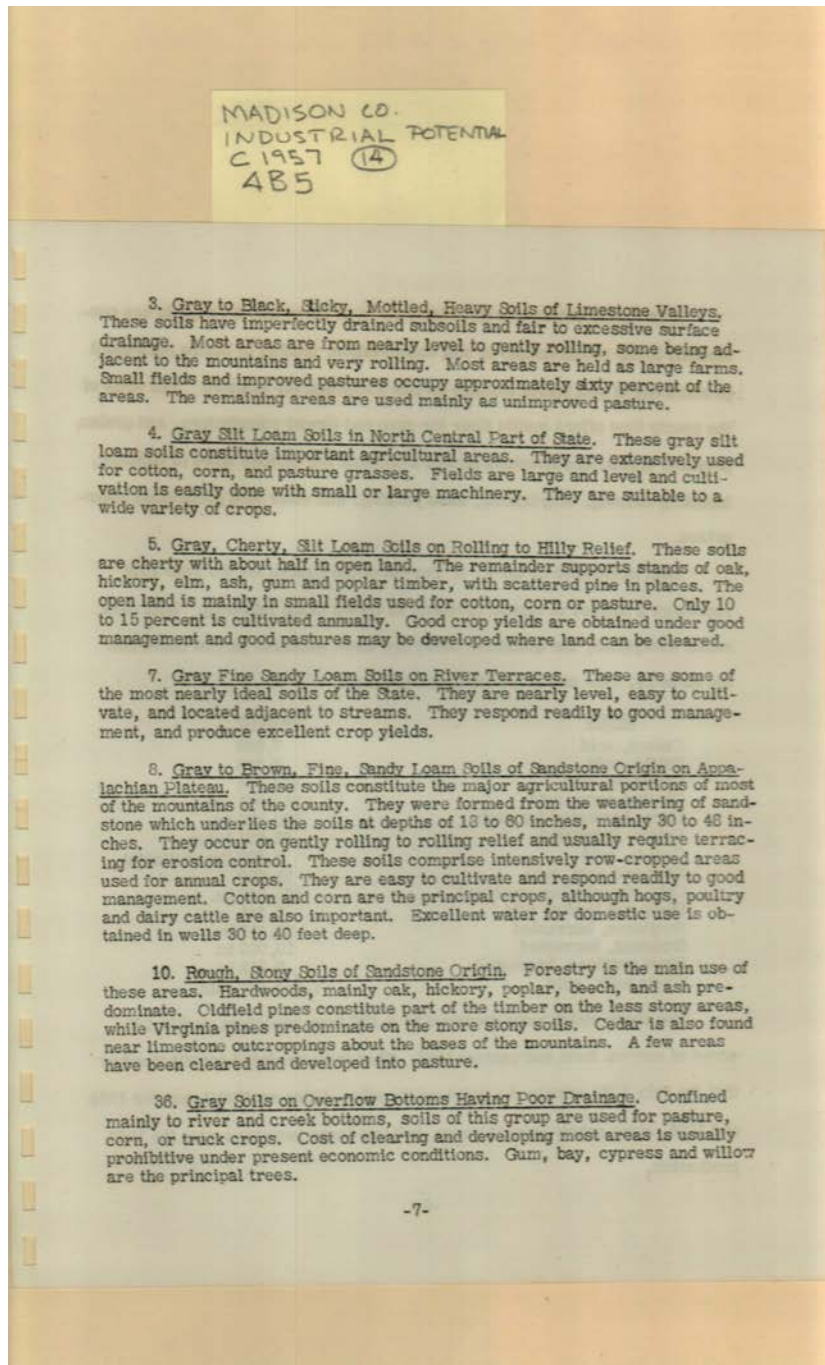 MADISON CO.
INDUSTRIAL POTENTIAL
C 1957 14
4B5
3. Gray to Black, Sticky, Mottled, Heavy Soils of Limestone Valleys.
These soils have imperfectly drained subsoils and fair to excessive surface
drainage. Most areas are from nearly level to gently rolling, some being ad-
jacent to the mountains and very rolling. Most areas are held as large farms.
Small fields and improved pastures occupy approximately sixty percent of the
areas. The remaining areas are used mainly as unimproved pasture.
4. Gray Silt Loam Soils in North Central Part of State. These gray silt
loam soils constitute important agricultural areas. They are extensively used
for cotton, corn, and pasture grasses. Fields are large and level and culti-
vation is easily done with small or large machinery. They are suitable to a
wide variety of crops.
5. Gray, Cherty, Silt Loam Soils on Rolling to Hilly Relief. These soils
are cherty with about half in open land. The remainder supports stands of oak,
hickory, elm, ash, gum and poplar timber, with scattered pine in places. The
open land is mainly in small fields used for cotton, corn or pasture. Only 10
to 15 percent is cultivated annually. Good crop yields are obtained under good
management and good pastures may be developed where land can be cleared.
7. Gray Fine Sandy Loam Soils on River Terraces. These are some of
the most nearly ideal soils of the State. They are nearly level, easy to culti-
vate, and located adjacent to streams. They respond readily to good manage-
ment, and produce excellent crop yields.
8. Gray to Brown, Fine, Sandy Loam Soils of Sandstone Origin on Appa-
lachian Plateau. These soils constitute the major agricultural portions of most
of the mountains of the county. They were formed from the weathering of sand-
stone which underlies the soils at depths of 18 to 60 inches, mainly 30 to 48 in-
ches. They occur on gently rolling to rolling relief and usually require terrac-
ing for erosion control. These soils comprise intensively row-cropped areas
used for annual crops. They are easy to cultivate and respond readily to good
management. Cotton and corn are the principal crops, although hogs, poultry
and dairy cattle are also important. Excellent water for domestic use is ob-
tained in wells 30 to 40 feet deep.
10. Rough, Stony Soils of Sandstone Origin. Forestry is the main use of
these areas. Hardwoods, mainly oak, hickory, poplar, beech, and ash pre-
dominate. Oldfield pines constitute part of the timber on the less stony areas,
while Virginia pines predominate on the more stony soils. Cedar is also found
near limestone outcroppings about the bases of the mountains. A few areas
have been cleared and developed into pasture.
36. Gray Soils on Overflow Bottoms Having Poor Drainage. Confined
mainly to river and creek bottoms, soils of this group are used for pasture,
corn, or truck crops. Cost of clearing and developing most areas is usually
prohibitive under present economic conditions. Gum, bay, cypress and willow
are the principal trees.
-7-